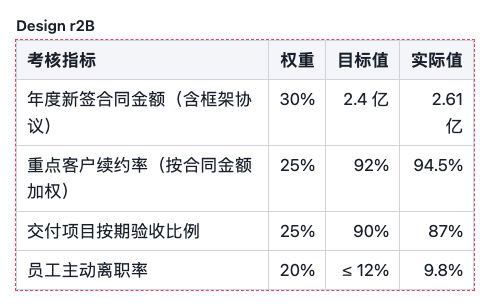 Design r2B
考核指标 权重 目标值 实际值
年度新签合同金额（含框架协 30% 2.4 亿 2.61
议） 亿
重点客户续约率（按合同金额 25% 92% 94.5%
加权）
交付项目按期验收比例 25% 90% 87%
员工主动离职率 20% ≤ 12% 9.8%